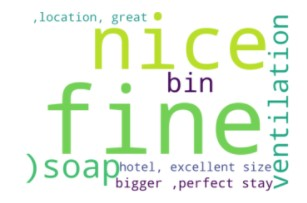 ,location, great
nice
bin
ventilation
fine
)soap
hotel, excellent size
bigger ,perfect stay